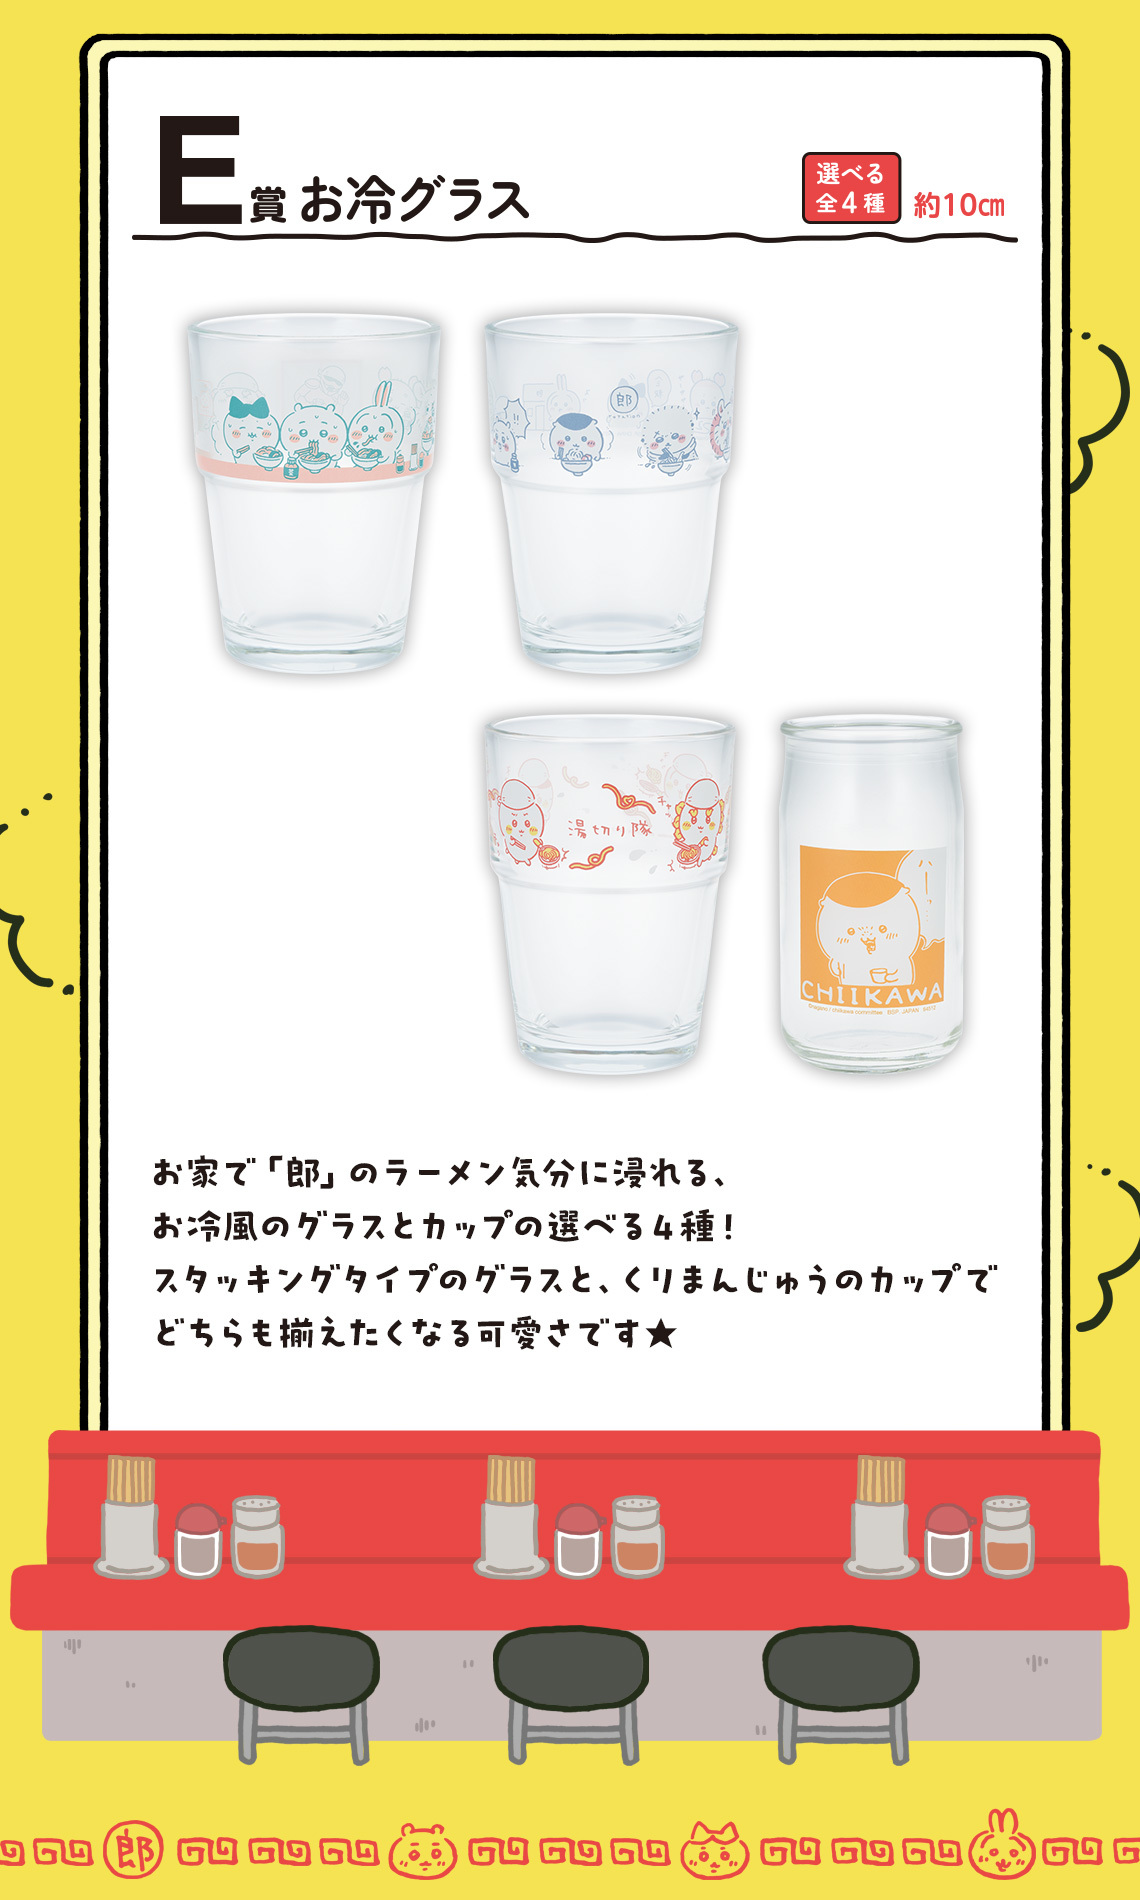 E賞 お冷グラス
選べる
全4種
約10㎝
郎
湯切り隊
ハーッ…
CHIIKAWA
お家で「郎」のラーメン気分に浸れる、
お冷風のグラスとカップの選べる4種!
スタッキングタイプのグラスと、くりまんじゅうのカップで
どちらも揃えたくなる可愛さです★
郎